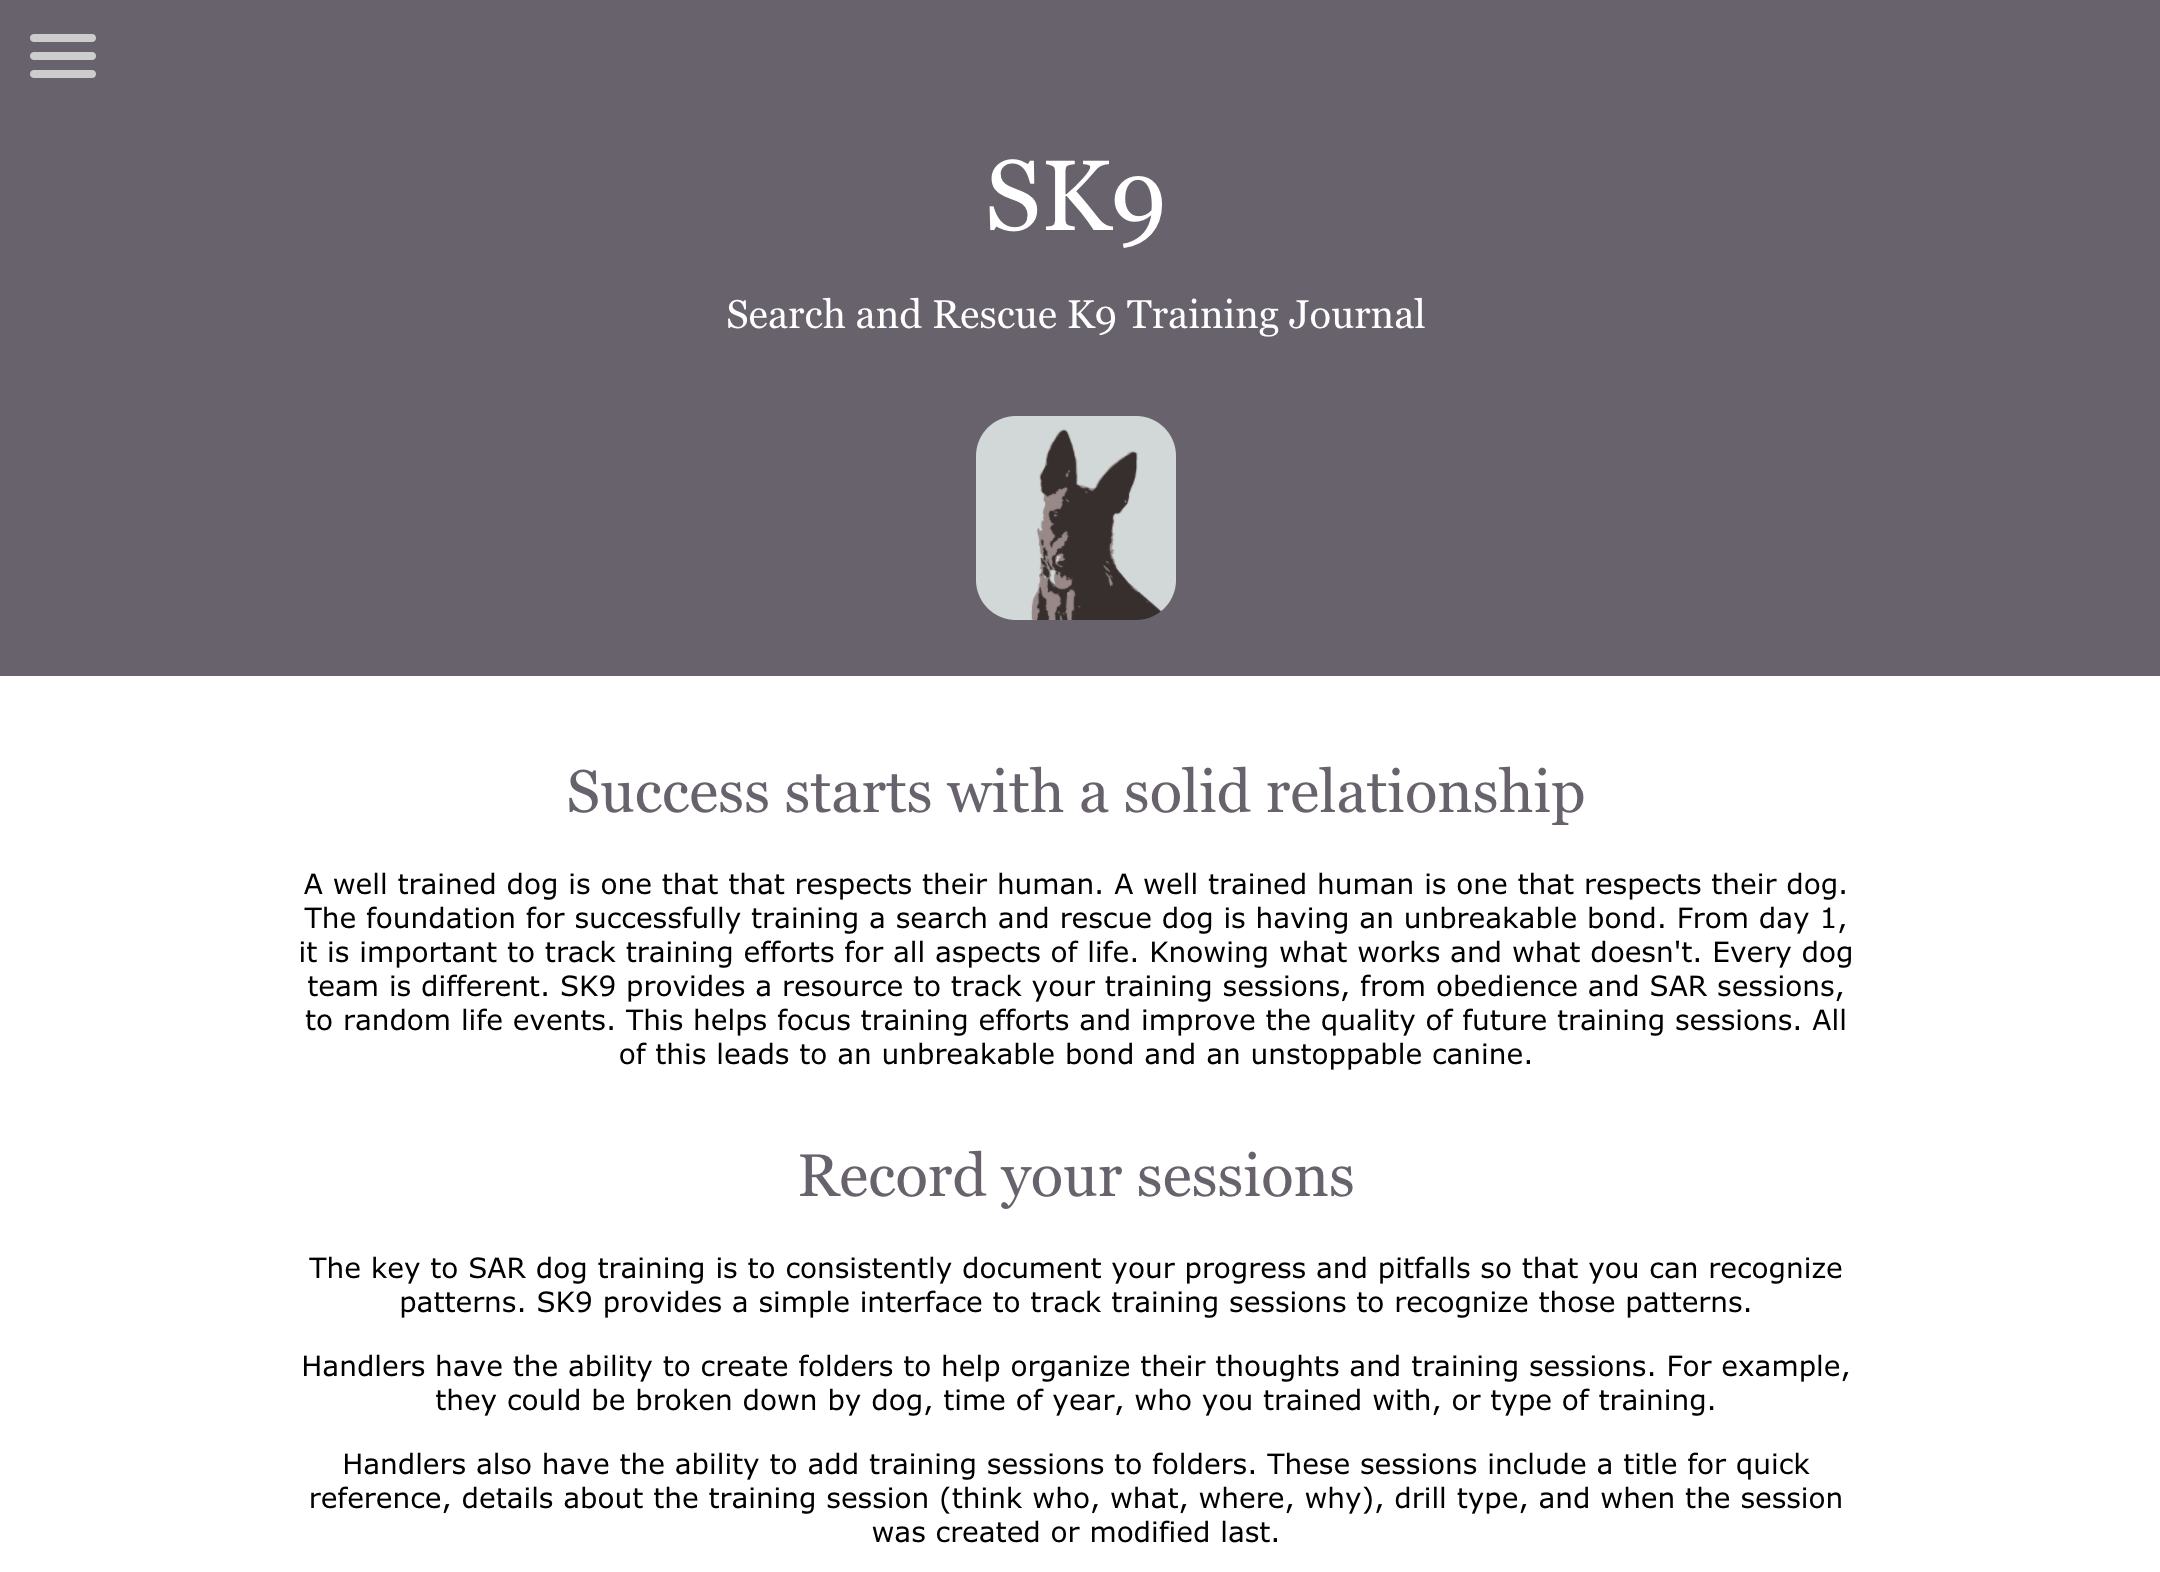 SK9
Search and Rescue K9 Training Journal
Success starts with a solid relationship
A well trained dog is one that that respects their human. A well trained human is one that respects their dog.
The foundation for successfully training a search and rescue dog is having an unbreakable bond. From day 1,
it is important to track training efforts for all aspects of life. Knowing what works and what doesn't. Every dog
team is different. SK9 provides a resource to track your training sessions, from obedience and SAR sessions,
to random life events. This helps focus training efforts and improve the quality of future training sessions. All
of this leads to an unbreakable bond and an unstoppable canine.
Record your sessions
The key to SAR dog training is to consistently document your progress and pitfalls so that you can recognize
patterns. SK9 provides a simple interface to track training sessions to recognize those patterns.
Handlers have the ability to create folders to help organize their thoughts and training sessions. For example,
they could be broken down by dog, time of year, who you trained with, or type of training.
Handlers also have the ability to add training sessions to folders. These sessions include a title for quick
reference, details about the training session (think who, what, where, why), drill type, and when the session
was created or modified last.